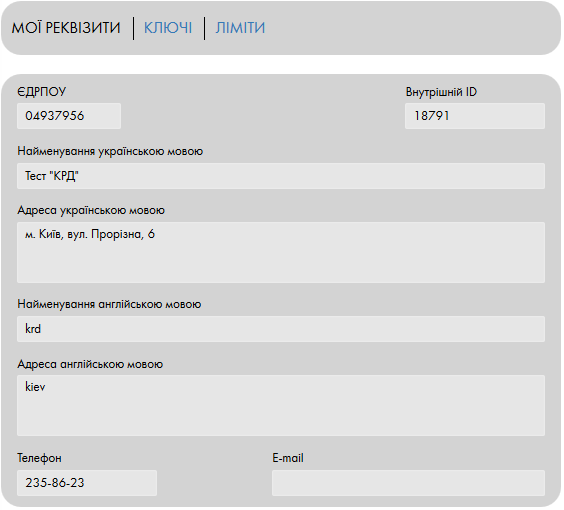 МОЇ РЕКВІЗИТИ КЛЮЧІ ЛІМІТИ
ЄДРПОУ Внутрішній ID
04937956 18791
Найменування українською мовою
Тест "КРД"
Адреса українською мовою
м. Київ, вул. Прорізна, 6
Найменування англійською мовою
krd
Адреса англійською мовою
kiev
Телефон E-mail
235-86-23